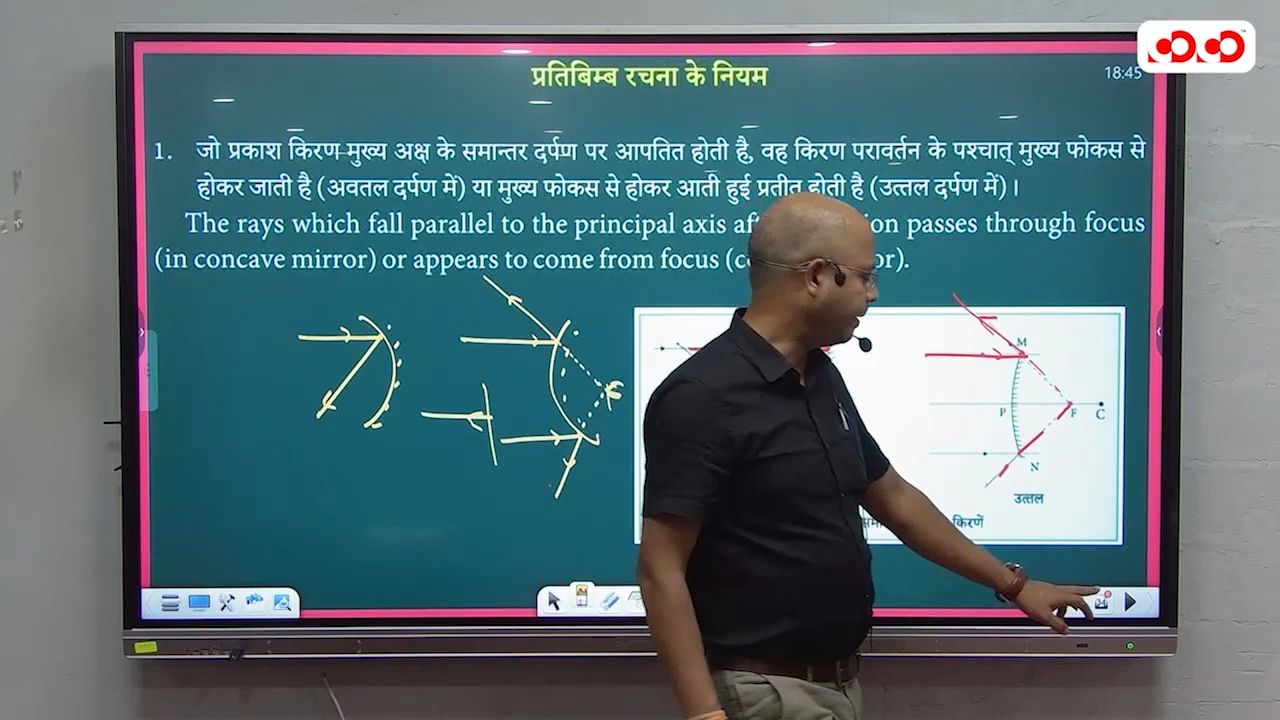 प्रतिबिम्ब रचना के नियम
18:45
1. जो प्रकाश किरण मुख्य अक्ष के समान्तर दर्पण पर आपतित होती है, वह किरण परावर्तन के पश्चात् मुख्य फोकस से
होकर जाती है (अवतल दर्पण में) या मुख्य फोकस से होकर आती हुई प्रतीत होती है (उत्तल दर्पण में)।
The rays which fall parallel to the principal axis passes through focus
(in concave mirror) or appears to come from focus
F
M
P F C
N
उत्तल
किरणें
34